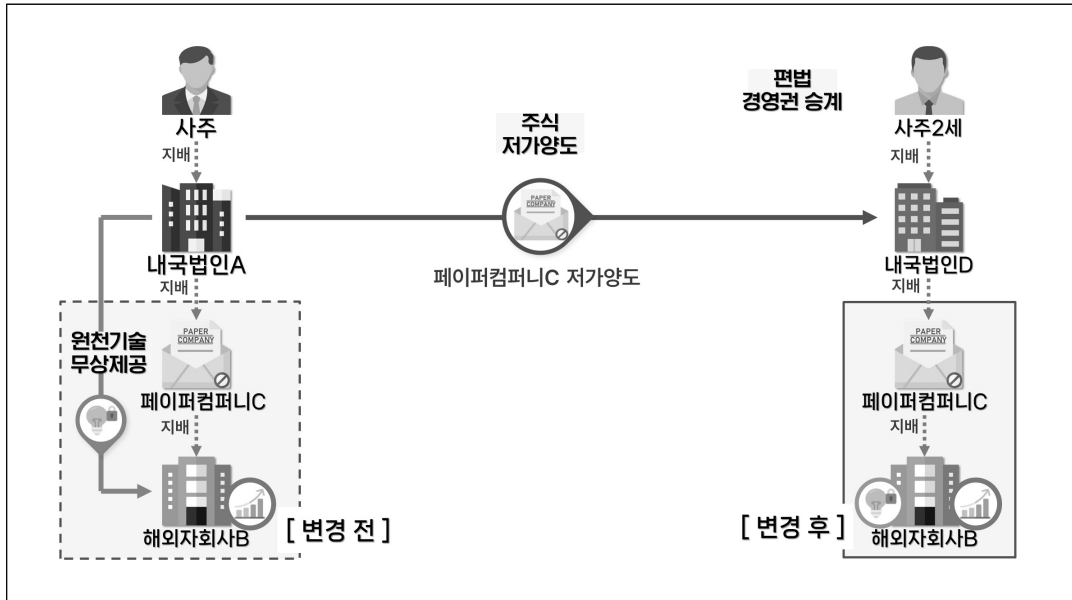 사주
지배
내국법인A
지배
원천기술
무상제공
PAPER
COMPANY
페이퍼컴퍼니C
지배
해외자회사B
[ 변경 전 ]
주식
저가양도
PAPER
COMPANY
페이퍼컴퍼니C 저가양도
편법
경영권 승계
사주2세
지배
내국법인D
지배
PAPER
COMPANY
페이퍼컴퍼니C
지배
해외자회사B
[ 변경 후 ]